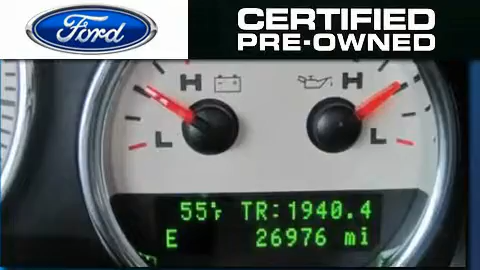 Ford
CERTIFIED
PRE-OWNED
H H
L L
55°F TR:1940.4
E 26976 mi